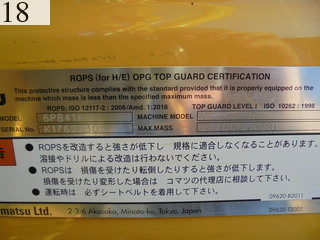 18
ROPS (for H/E) OPG TOP GUARD CERTIFICATION
This protective structure complies with the standard provided that it is properly equipped on the
machine which mass is less than the specified maximum mass.
ROPS: ISO 12117-2 : 2008/Amd.1: 2016 TOP GUARD LEVEL I ISO 10262 : 1998
MODEL MACHINE MODEL
SERIAL No. MAX.MASS
告
● ROPSを改造すると強さが低下し 規格に適合しなくなることがあります。
溶接やドリルによる改造は行わないでください。
● ROPSは 損傷を受けたり転倒したりすると強さが低下します。
損傷を受けたり変形した場合は コマツの代理店に相談して下さい。
● 運転時は 必ずシートベルトを着用して下さい。
09620-B2001
matsu Ltd. 2-3-6 Akasaka, Minato-ku, Tokyo, Japan 09620-T2001